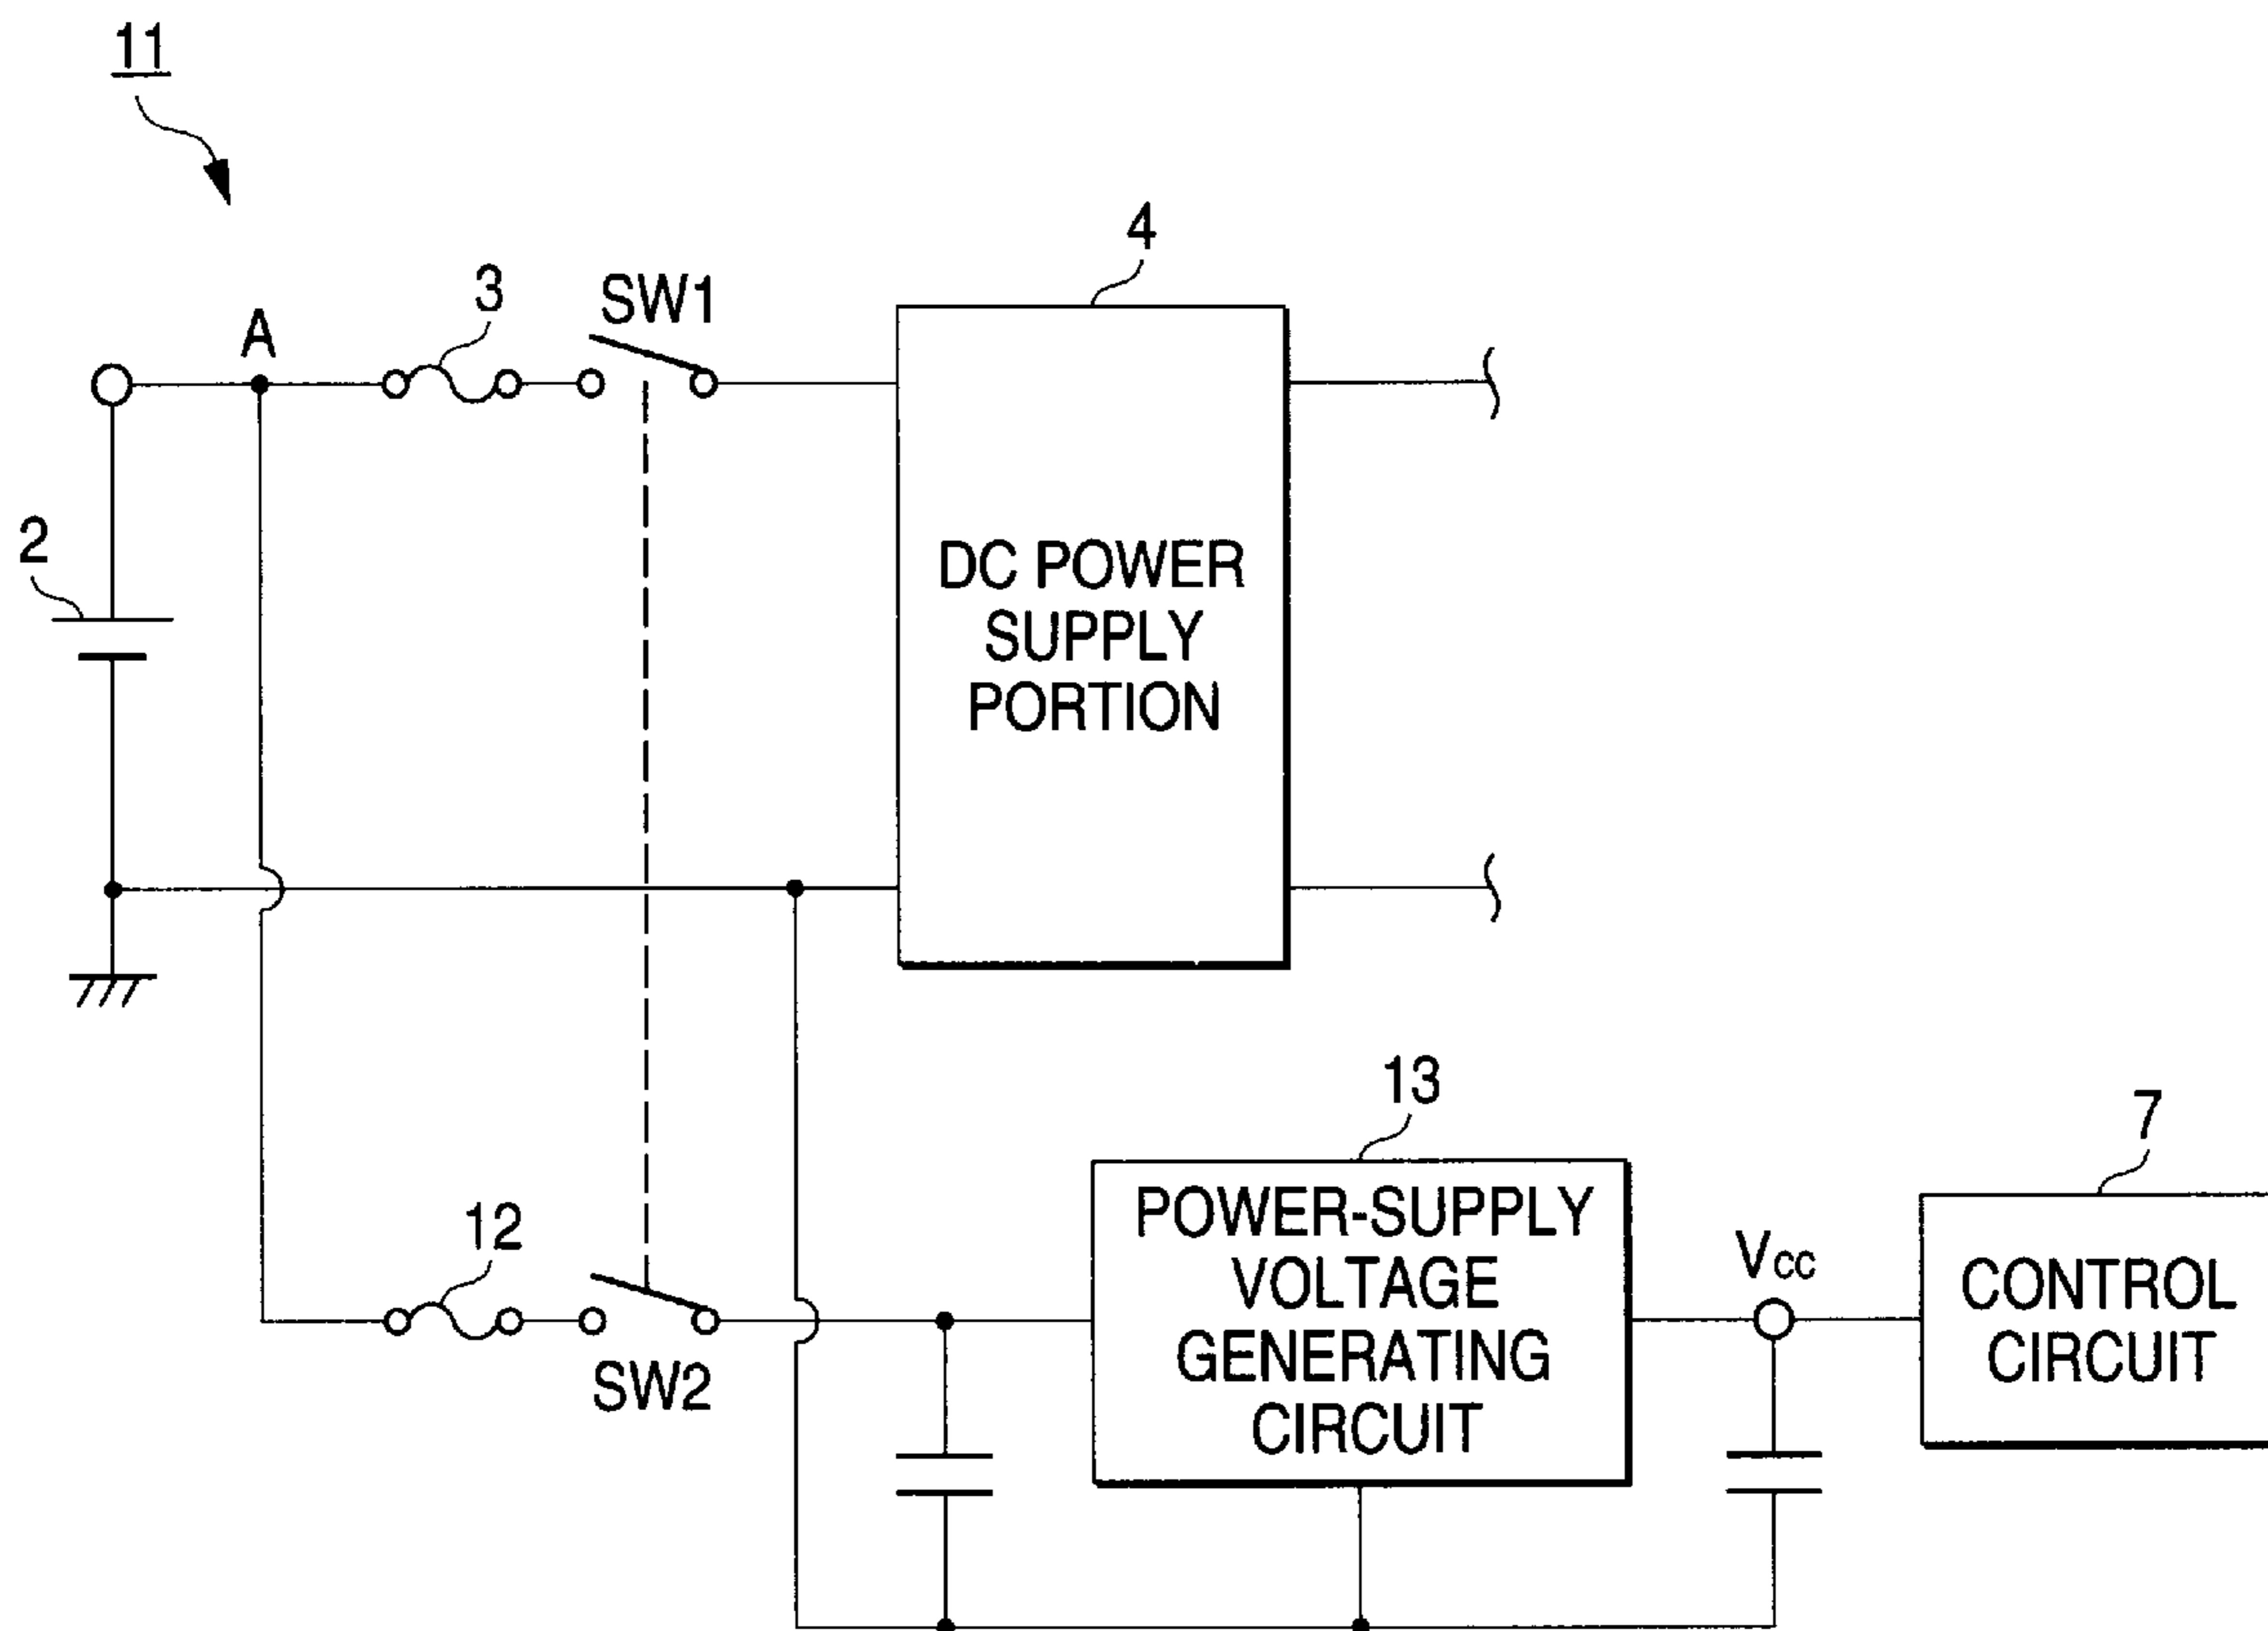 11
4
3
SW1
A
2
DC POWER
SUPPLY
PORTION
13
7
12
POWER-SUPPLY
VOLTAGE
GENERATING
CIRCUIT
Vcc
CONTROL
CIRCUIT
SW2